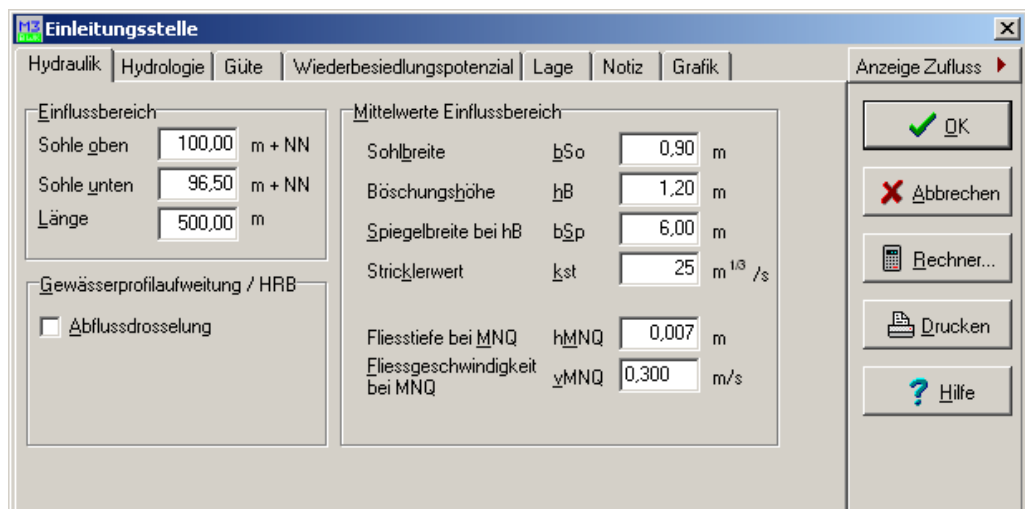 M3 Einleitungsstelle
Hydraulik Hydrologie Güte Wiederbesiedlungspotenzial Lage Notiz Grafik
Anzeige Zufluss
Einflussbereich
Sohle oben 100,00 m + NN
Sohle unten 96,50 m + NN
Länge 500,00 m
Gewässerprofilaufweitung / HRB
Abflussdrosselung
Mittelwerte Einflussbereich
Sohlbreite bSo 0,90 m
Böschungshöhe hB 1,20 m
Spiegelbreite bei hB bSp 6,00 m
Stricklerwert kst 25 m 1/3 /s
Fliesstiefe bei MNQ hMNQ 0,007 m
Fliessgeschwindigkeit
bei MNQ vMNQ 0,300 m/s
OK
Abbrechen
Rechner...
Drucken
Hilfe